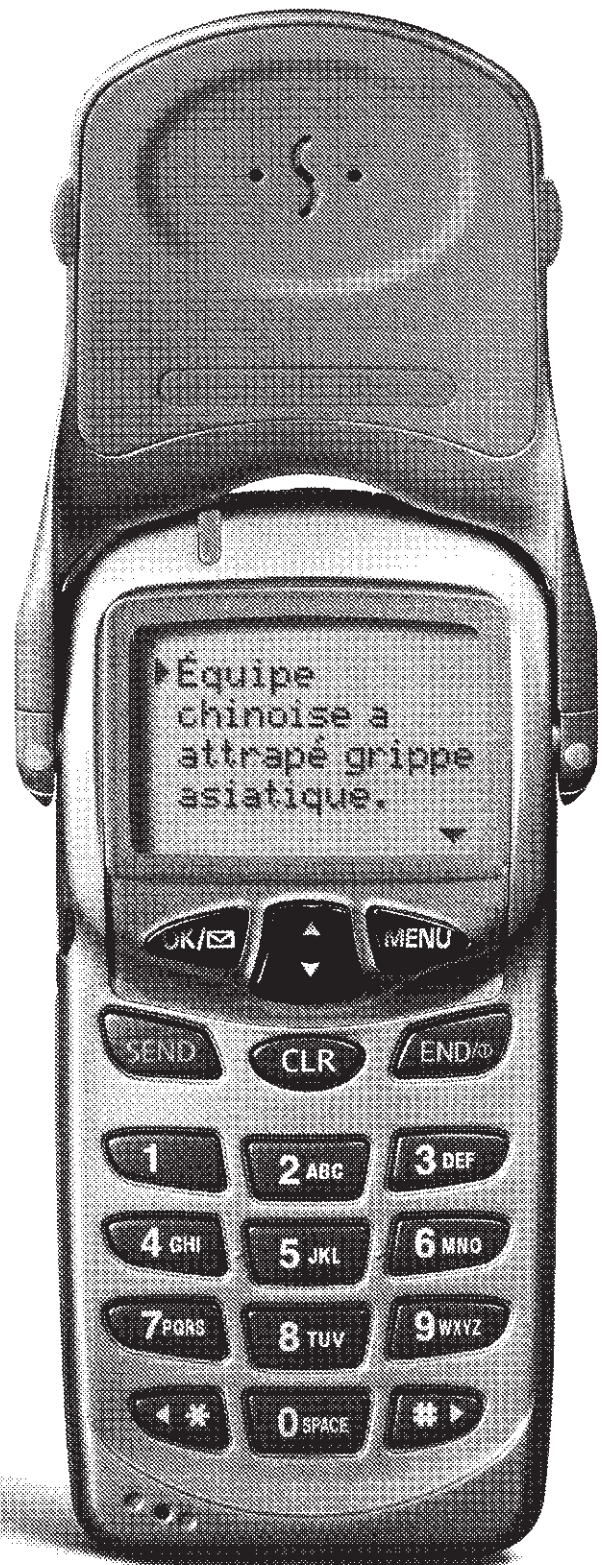 Équipe
chinoise a
attrapé grippe
asiatique.
OK/✉ MENU
SEND CLR END/
1 2 ABC 3 DEF
4 GHI 5 JKL 6 MNO
7 PQRS 8 TUV 9 WXYZ
* 0 SPACE #